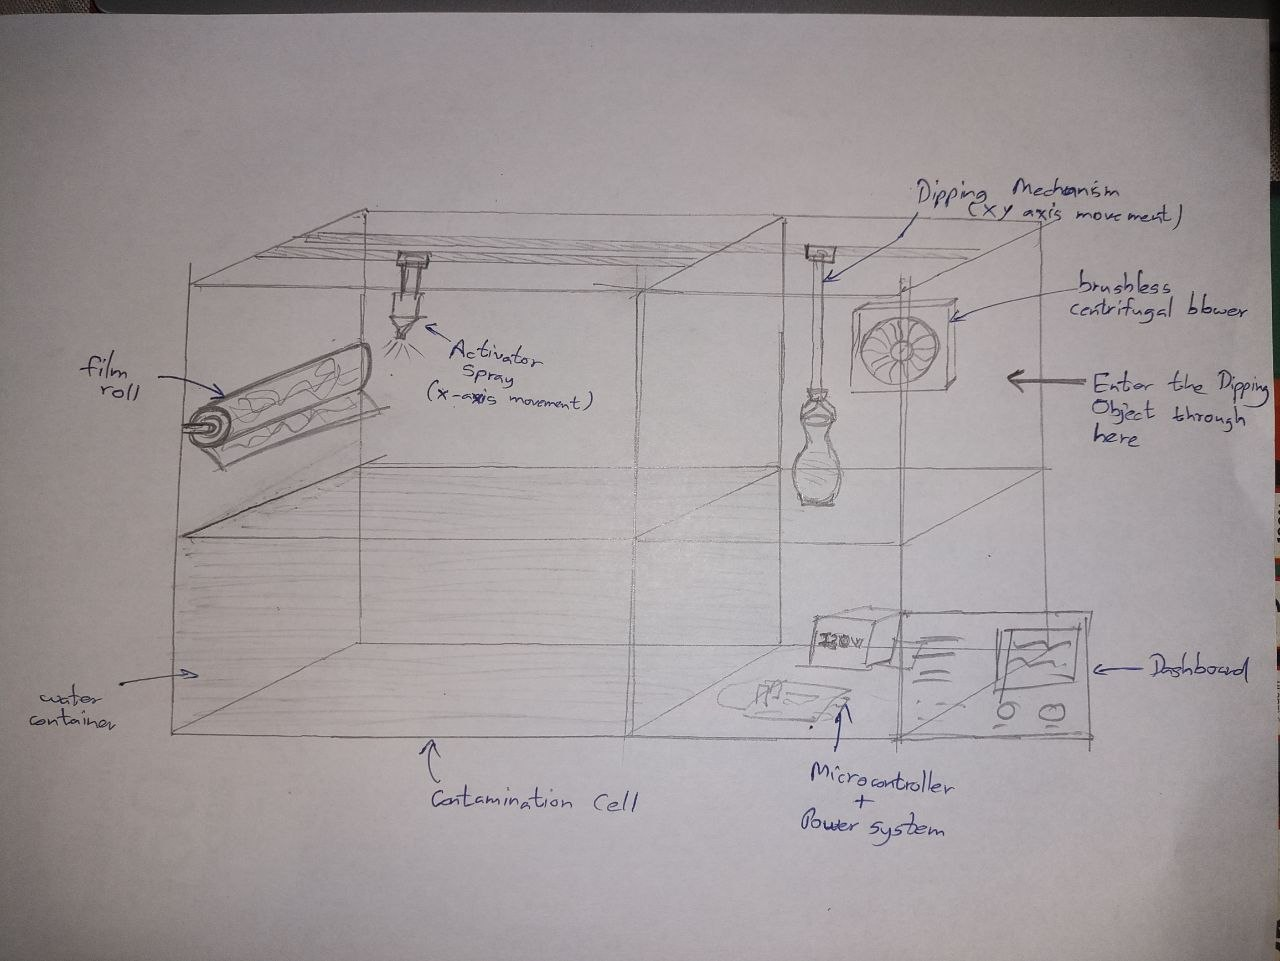 Dipping Mechanism
(XY axis movement)
brushless
centrifugal blower
film
roll
Activator
Spray
(X-axis movement)
Enter the Dipping
Object through
here
water
container
Dashboard
Contamination Cell
Microcontroller
+
Power system